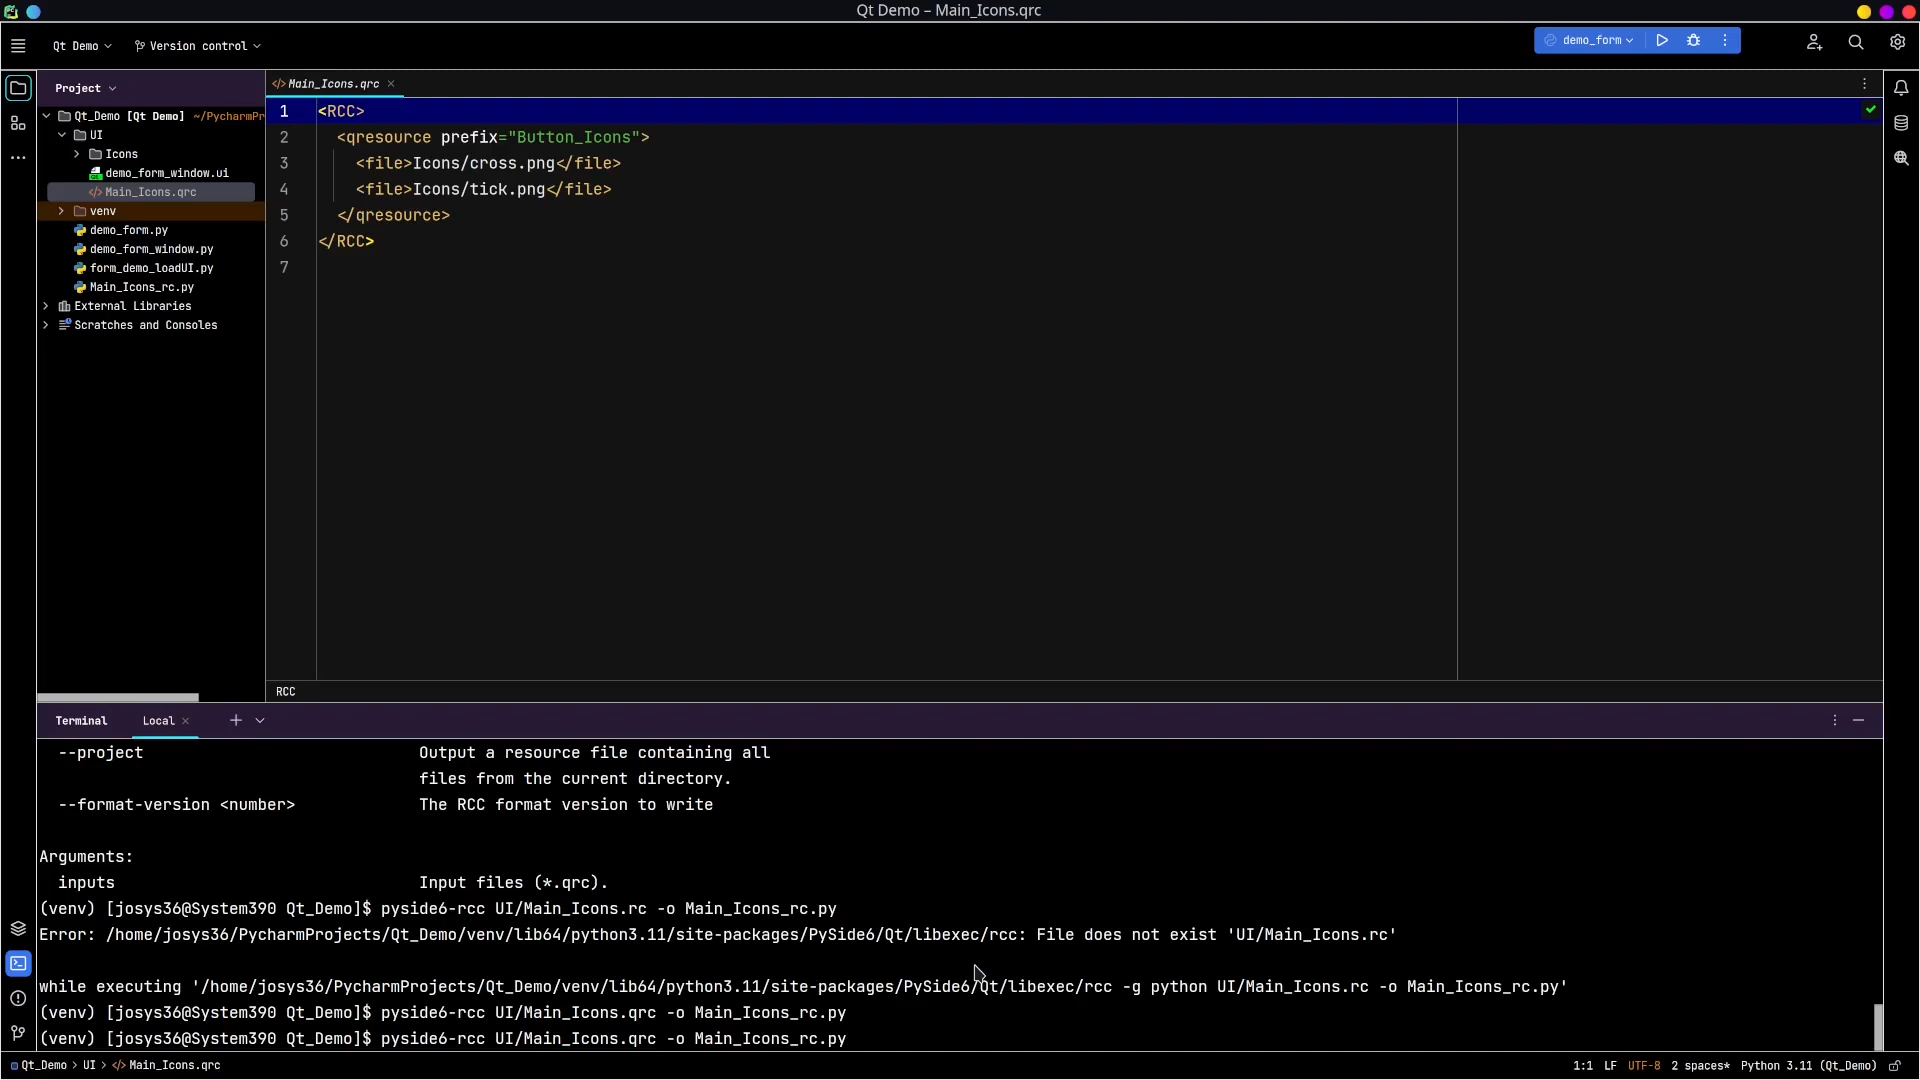 Qt Demo – Main_Icons.qrc
Qt Demo
Version control
demo_form
Project
Main_Icons.qrc
Qt_Demo [Qt Demo] ~/PycharmPr
UI
Icons
demo_form_window.ui
Main_Icons.qrc
venv
demo_form.py
demo_form_window.py
form_demo_loadUI.py
Main_Icons_rc.py
External Libraries
Scratches and Consoles
1 <RCC>
2 <qresource prefix="Button_Icons">
3 <file>Icons/cross.png</file>
4 <file>Icons/tick.png</file>
5 </qresource>
6 </RCC>
7
RCC
Terminal
Local
--project Output a resource file containing all
files from the current directory.
--format-version <number> The RCC format version to write
Arguments:
inputs Input files (*.qrc).
(venv) [josys36@System390 Qt_Demo]$ pyside6-rcc UI/Main_Icons.rc -o Main_Icons_rc.py
Error: /home/josys36/PycharmProjects/Qt_Demo/venv/lib64/python3.11/site-packages/PySide6/Qt/libexec/rcc: File does not exist 'UI/Main_Icons.rc'
while executing '/home/josys36/PycharmProjects/Qt_Demo/venv/lib64/python3.11/site-packages/PySide6/Qt/libexec/rcc -g python UI/Main_Icons.rc -o Main_Icons_rc.py'
(venv) [josys36@System390 Qt_Demo]$ pyside6-rcc UI/Main_Icons.qrc -o Main_Icons_rc.py
(venv) [josys36@System390 Qt_Demo]$ pyside6-rcc UI/Main_Icons.qrc -o Main_Icons_rc.py
Qt_Demo > UI > Main_Icons.qrc
1:1 LF UTF-8 2 spaces* Python 3.11 (Qt_Demo)